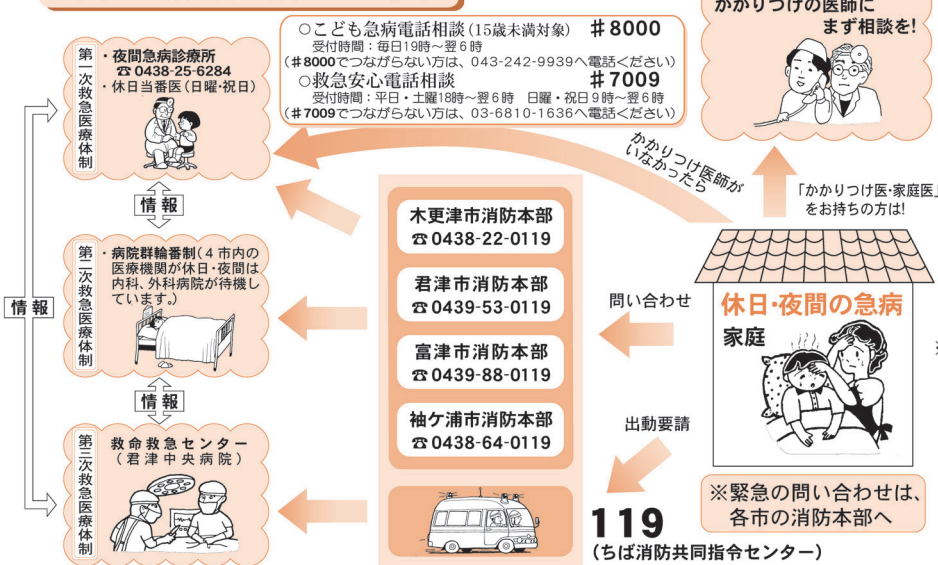 かかりつけの医師に
まず相談を!
○こども急病電話相談(15歳未満対象) #8000
受付時間:毎日19時〜翌6時
(#8000でつながらない方は、043-242-9939へ電話ください)
○救急安心電話相談 #7009
受付時間:平日・土曜18時〜翌6時 日曜・祝日9時〜翌6時
(#7009でつながらない方は、03-6810-1636へ電話ください)
第一次救急医療体制
・夜間急病診療所
☎0438-25-6284
・休日当番医(日曜・祝日)
情報
第二次救急医療体制
・病院群輪番制(4市内の
医療機関が休日・夜間は
内科、外科病院が待機し
ています。)
情報
情報
第三次救急医療体制
救命救急センター
(君津中央病院)
木更津市消防本部
☎0438-22-0119
君津市消防本部
☎0439-53-0119
富津市消防本部
☎0439-88-0119
袖ケ浦市消防本部
☎0438-64-0119
かかりつけ医師が
いなかったら
「かかりつけ医・家庭医」
をお持ちの方は!
問い合わせ
出動要請
休日・夜間の急病
家庭
※緊急の問い合わせは、
各市の消防本部へ
119
(ちば消防共同指令センター)
※